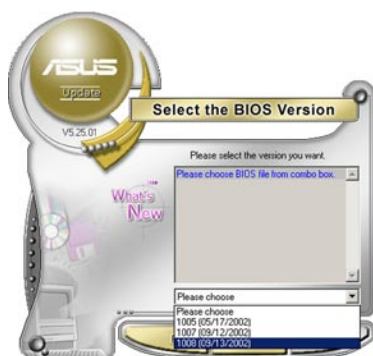 ASUS
Update
V5.25.01
Select the BIOS Version
Please select the version you want.
What's
New
Please choose BIOS file from combo box.
Please choose
Please choose
1005 (05/17/2002)
1007 (09/12/2002)
1008 (09/13/2002)